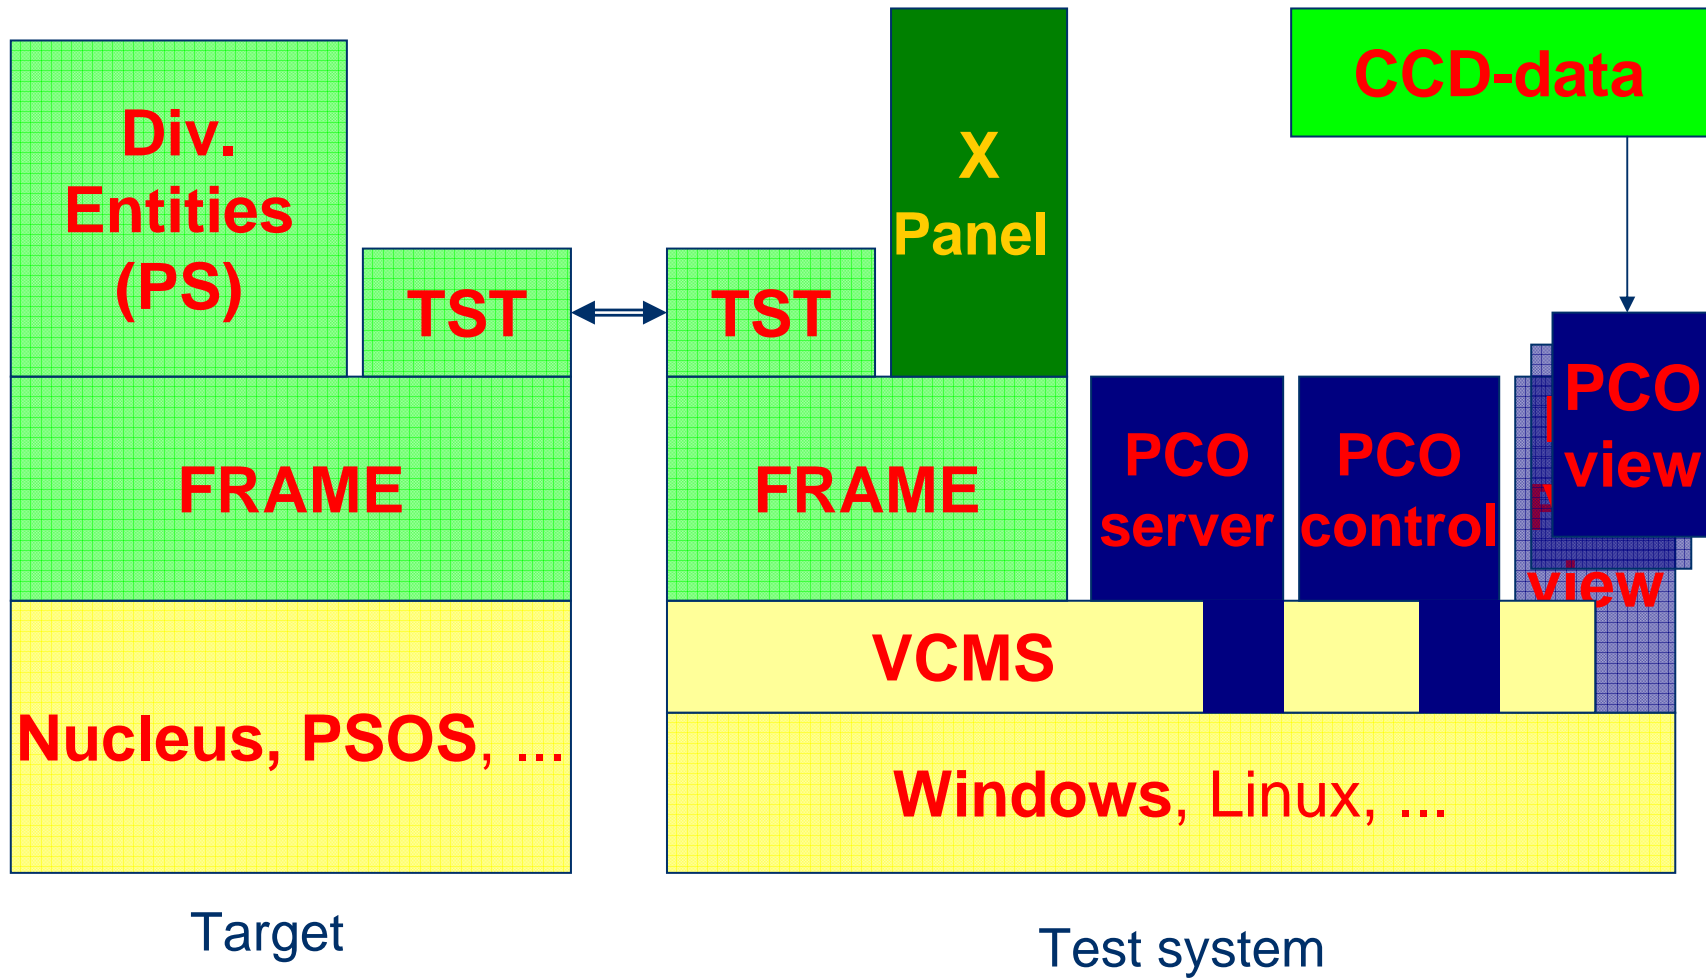 Div.
Entities
(PS)
TST
FRAME
Nucleus, PSOS, ...
Target
TST
X
Panel
FRAME
PCO
server
PCO
control
CCD-data
PCO
view
view
VCMS
Windows, Linux, ...
Test system